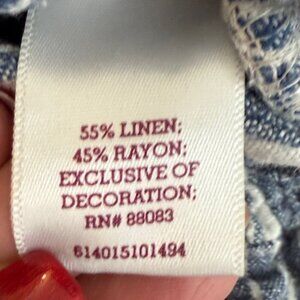 55% LINEN;
45% RAYON;
EXCLUSIVE OF
DECORATION;
RN# 88083
614015101494